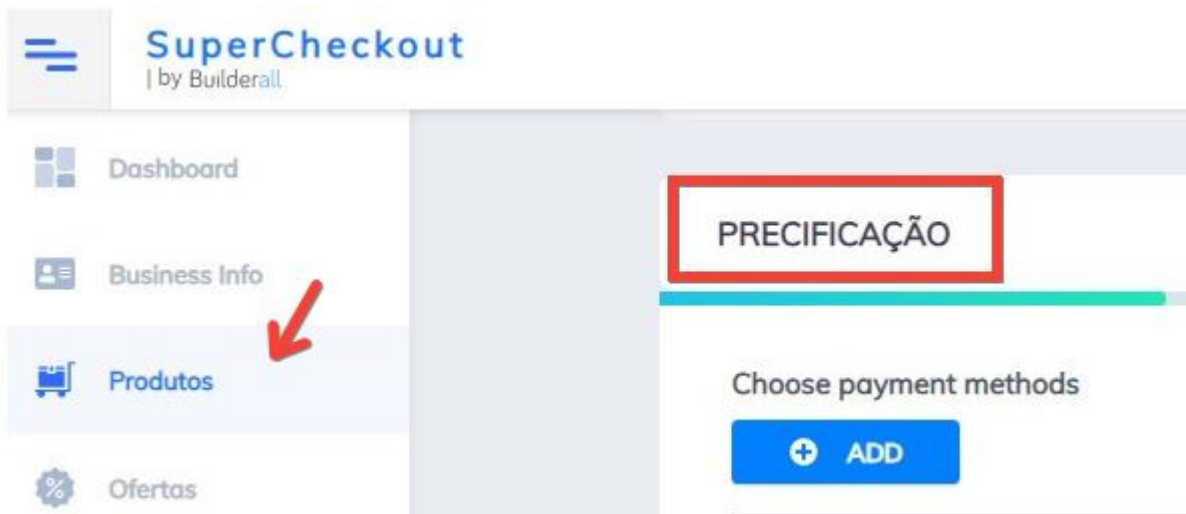 SuperCheckout
| by Builderall
Dashboard
Business Info
Produtos
Ofertas
PRECIFICAÇÃO
Choose payment methods
ADD